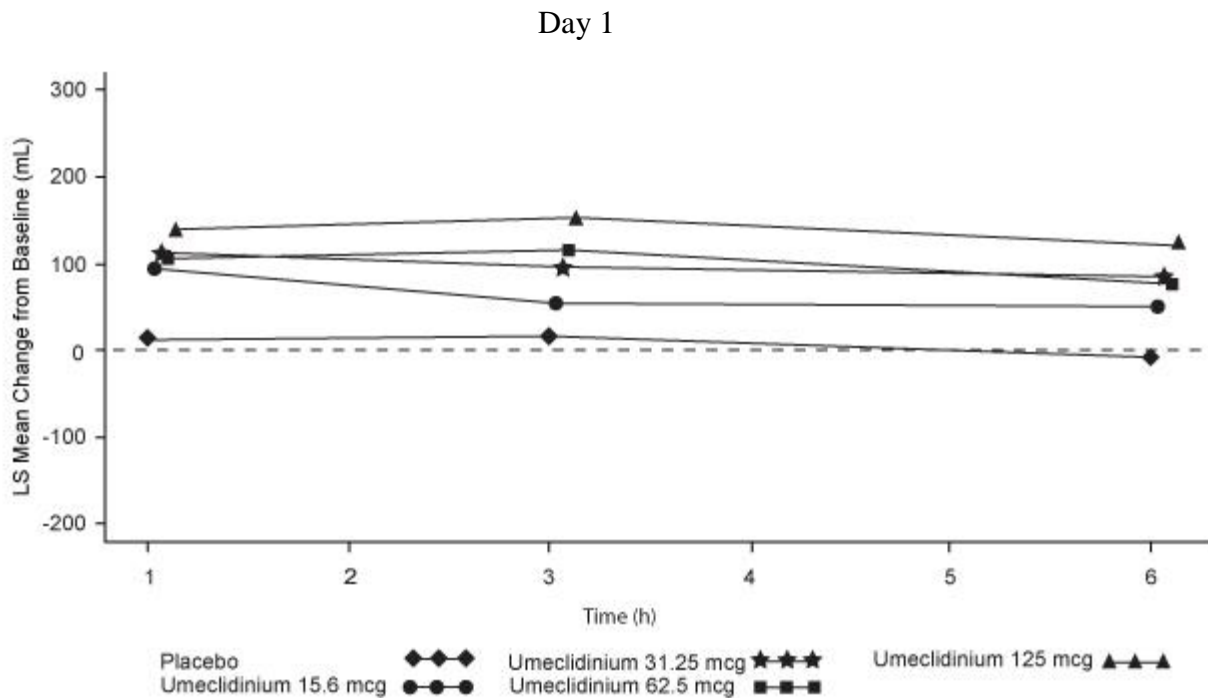 Day 1
LS Mean Change from Baseline (mL)
300
200
100
0
-100
-200
1 2 3 4 5 6
Time (h)
Placebo Umeclidinium 31.25 mcg Umeclidinium 125 mcg
Umeclidinium 15.6 mcg Umeclidinium 62.5 mcg